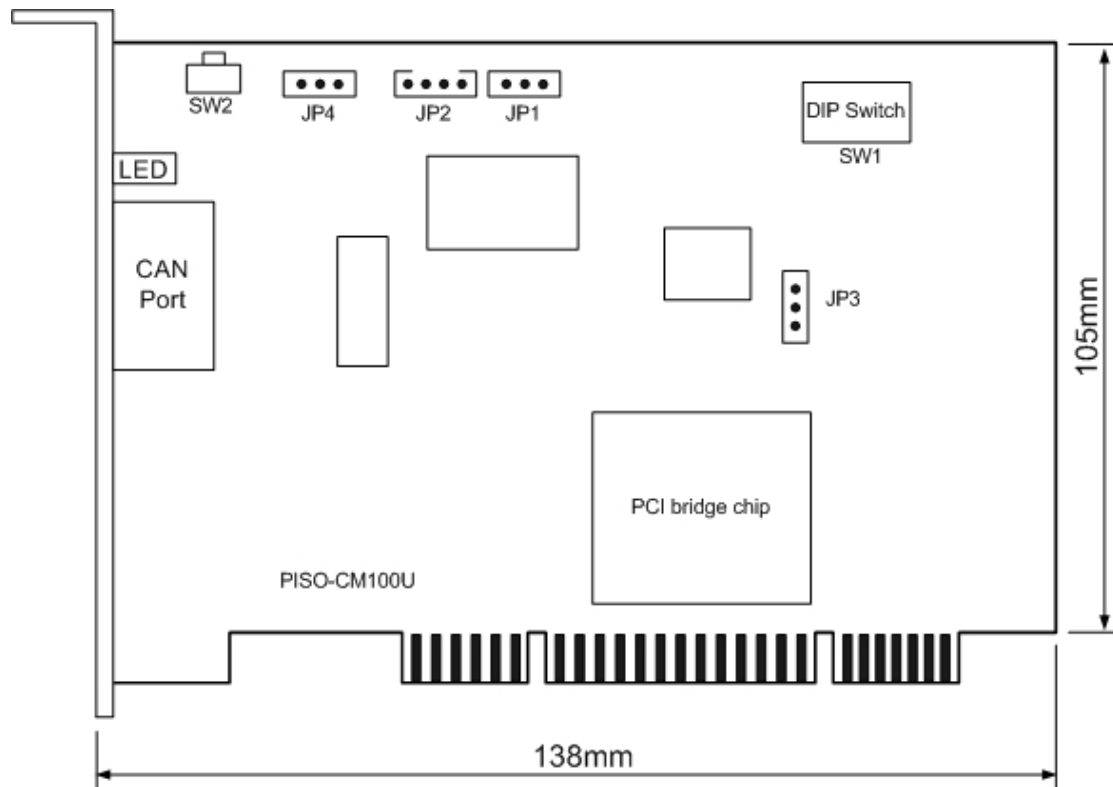 SW2
JP4
JP2
JP1
DIP Switch
SW1
LED
CAN
Port
JP3
105mm
PCI bridge chip
PISO-CM100U
138mm